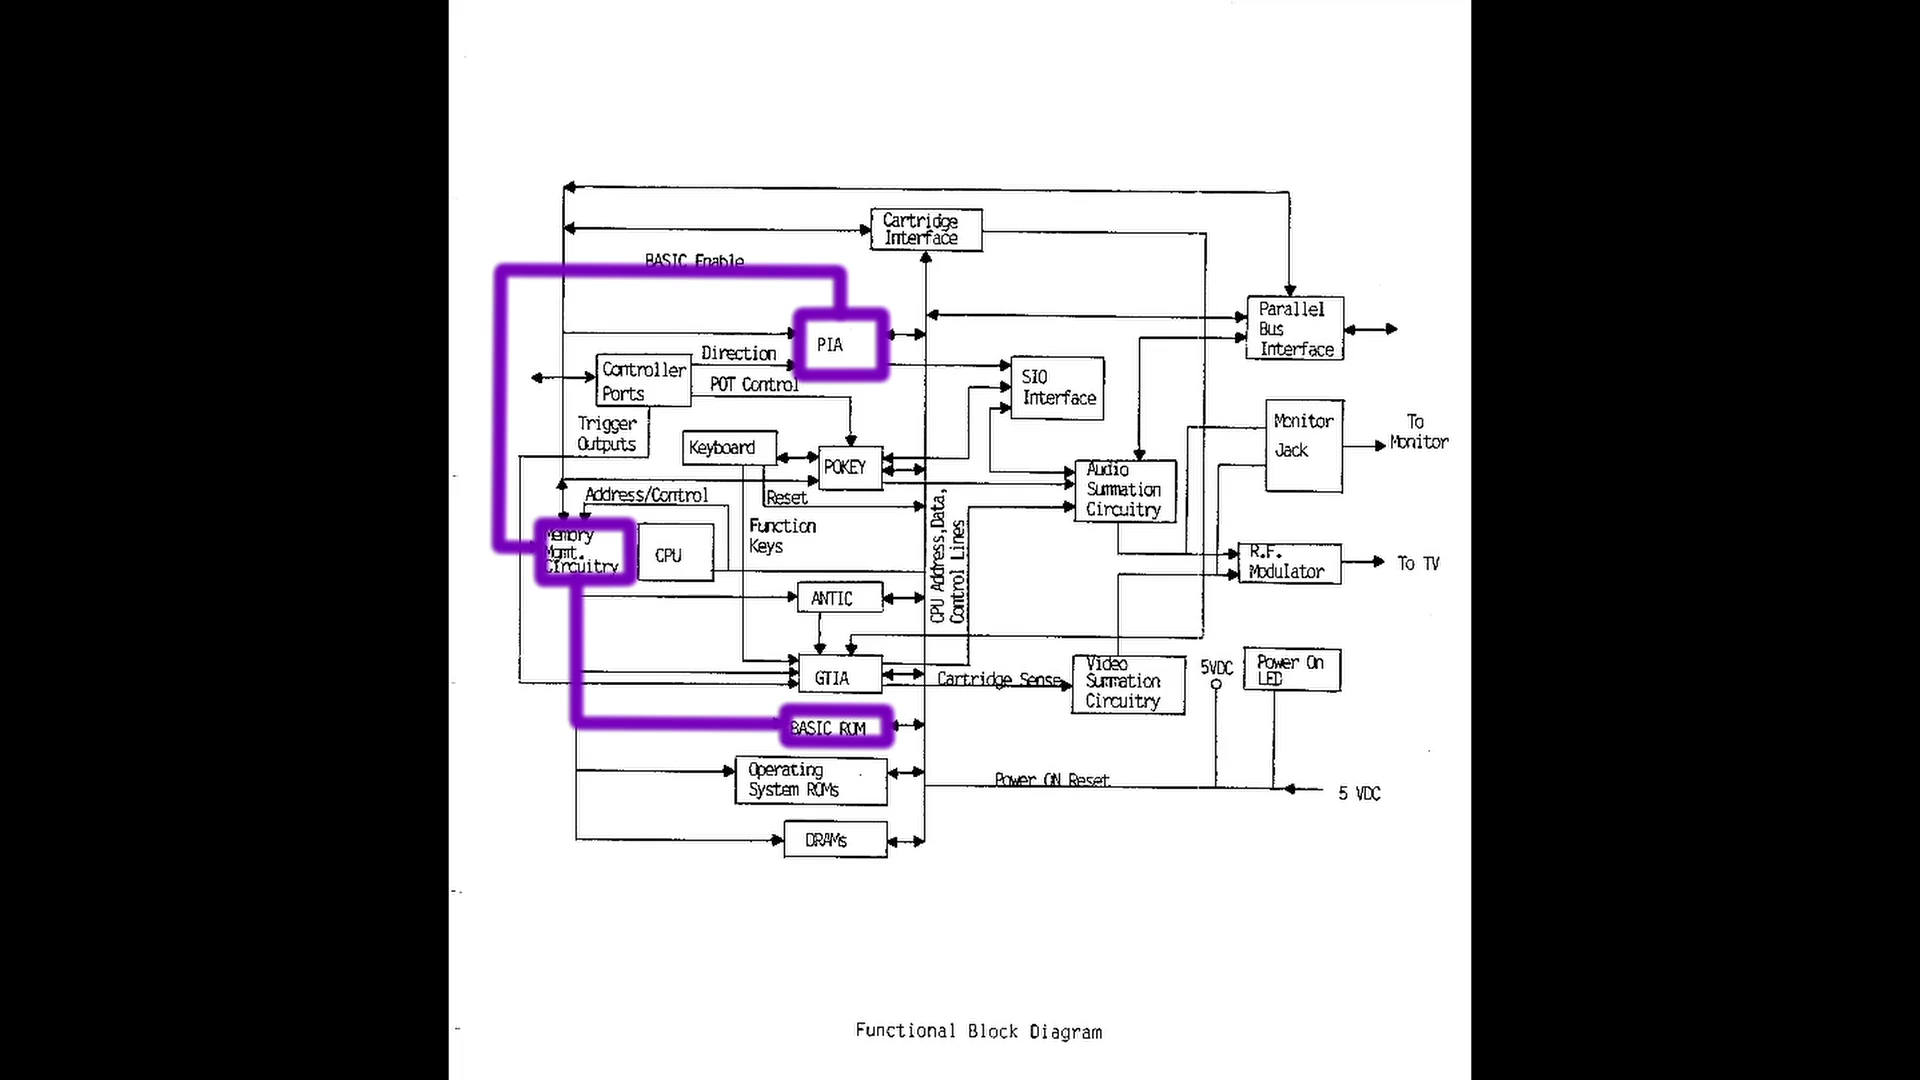 Cartridge
Interface
BASIC Enable
Parallel
Bus
Interface
PIA
Direction
Controller
Ports
POT Control
SIO
Interface
Trigger
Outputs
Monitor
Jack
To
Monitor
Keyboard
POKEY
Audio
Summation
Circuitry
Address/Control
Reset
Function
Keys
CPU Address,Data,
Control Lines
Memory
Mgmt.
Circuitry
CPU
R.F.
Modulator
To TV
ANTIC
GTIA
Cartridge Sense
Video
Summation
Circuitry
5VDC
Power On
LED
BASIC ROM
Operating
System ROMs
Power ON Reset
5 VDC
DRAMs
Functional Block Diagram